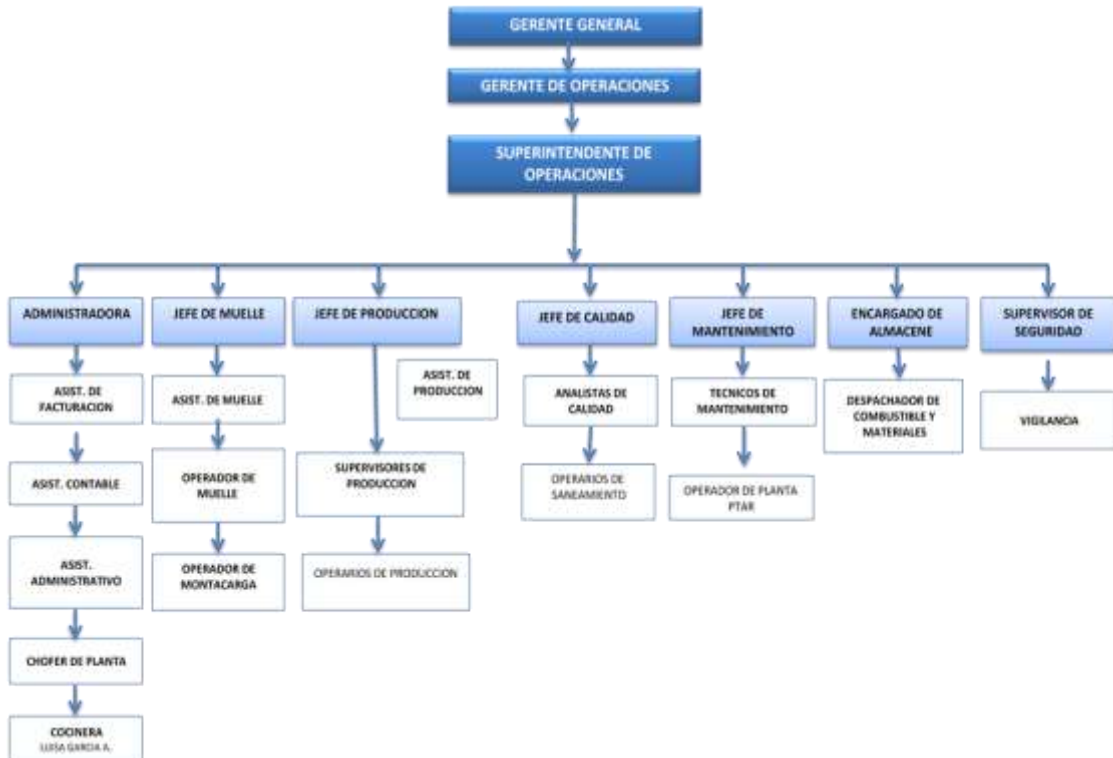 GERENTE GENERAL
GERENTE DE OPERACIONES
SUPERINTENDENTE DE
OPERACIONES
ADMINISTRADORA
JEFE DE MUELLE
JEFE DE PRODUCCION
JEFE DE CALIDAD
JEFE DE
MANTENIMIENTO
ENCARGADO DE
ALMACENE
SUPERVISOR DE
SEGURIDAD
ASIST. DE
FACTURACION
ASIST. DE MUELLE
ASIST. DE
PRODUCCION
ANALISTAS DE
CALIDAD
TECNICOS DE
MANTENIMIENTO
DESPACHADOR DE
COMBUSTIBLE Y
MATERIALES
VIGILANCIA
ASIST. CONTABLE
OPERADOR DE
MUELLE
SUPERVISORES DE
PRODUCCION
OPERARIOS DE
SANEAMIENTO
OPERADOR DE PLANTA
PTAR
ASIST.
ADMINISTRATIVO
OPERADOR DE
MONTACARGA
OPERARIOS DE PRODUCCION
CHOFER DE PLANTA
COCINERA
LUISA GARCIA A.